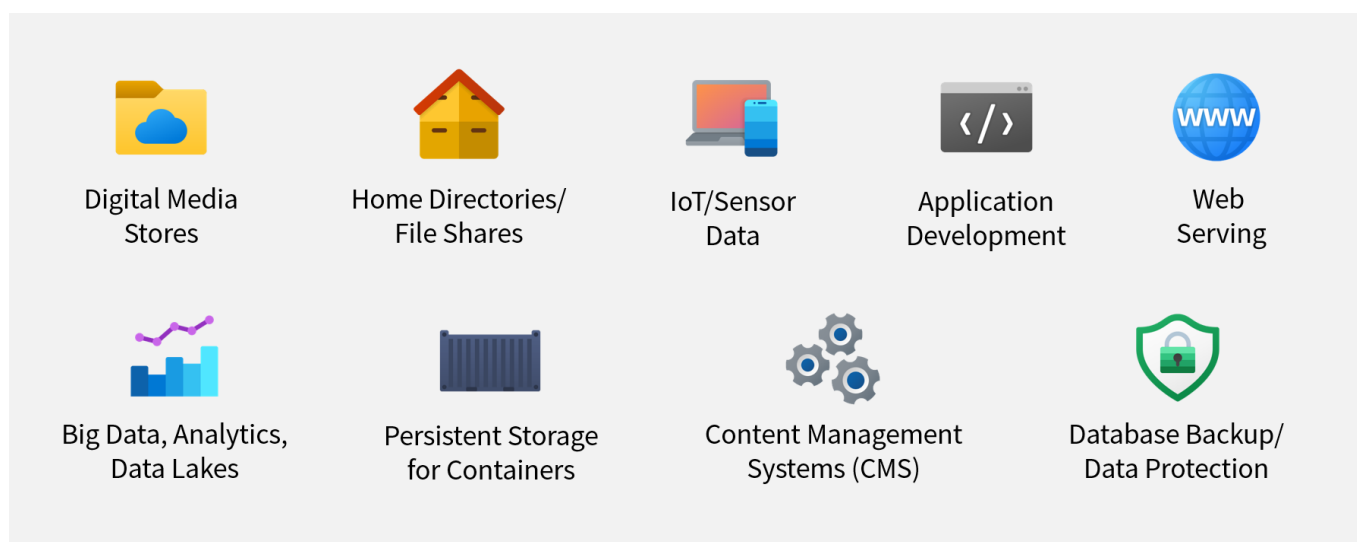 Digital Media
Stores
Home Directories/
File Shares
IoT/Sensor
Data
</>
Application
Development
www
Web
Serving
Big Data, Analytics,
Data Lakes
Persistent Storage
for Containers
Content Management
Systems (CMS)
Database Backup/
Data Protection